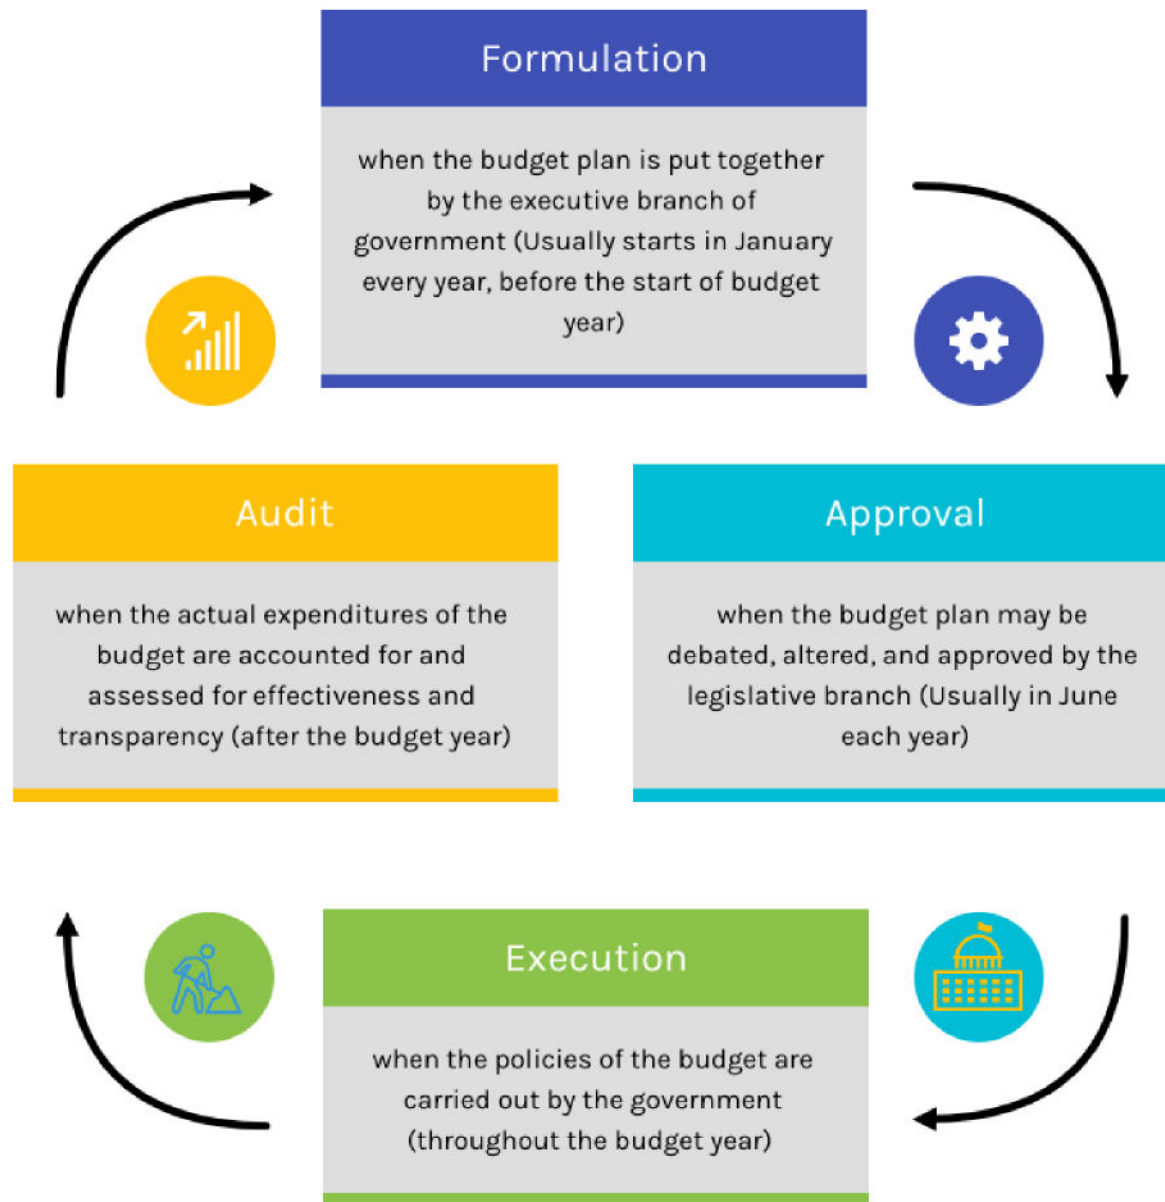 Formulation
when the budget plan is put together
by the executive branch of
government (Usually starts in January
every year, before the start of budget
year)
Audit
when the actual expenditures of the
budget are accounted for and
assessed for effectiveness and
transparency (after the budget year)
Approval
when the budget plan may be
debated, altered, and approved by the
legislative branch (Usually in June
each year)
Execution
when the policies of the budget are
carried out by the government
(throughout the budget year)